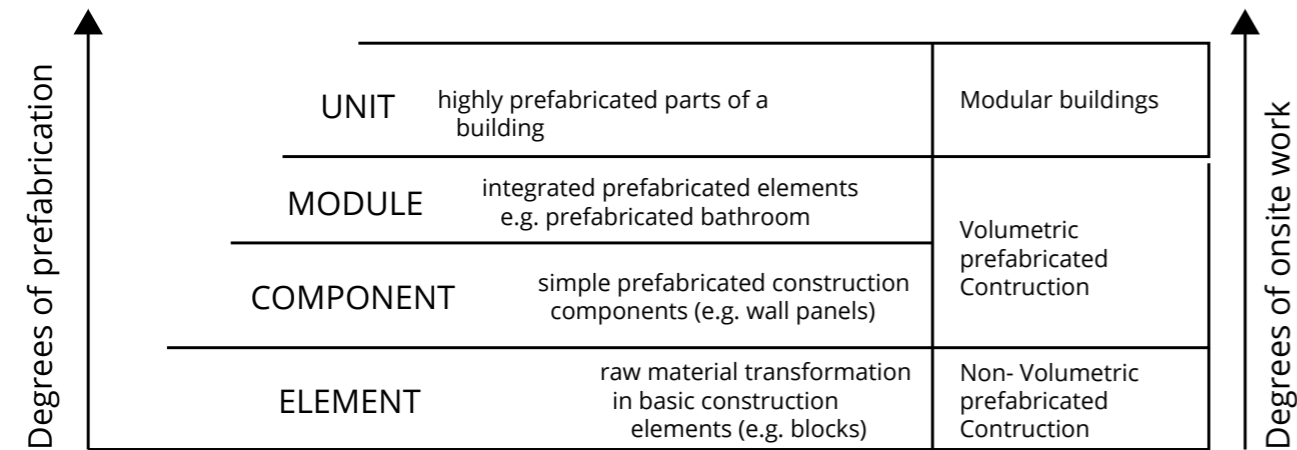 Degrees of prefabrication
UNIT
highly prefabricated parts of a
building
Modular buildings
MODULE
integrated prefabricated elements
e.g. prefabricated bathroom
COMPONENT
simple prefabricated construction
components (e.g. wall panels)
Volumetric
prefabricated
Contruction
ELEMENT
raw material transformation
in basic construction
elements (e.g. blocks)
Non- Volumetric
prefabricated
Contruction
Degrees of onsite work